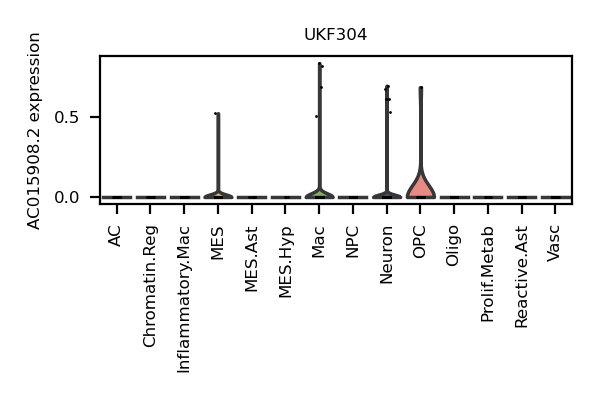 UKF304
AC015908.2 expression
0.5
0.0
AC
Chromatin.Reg
Inflammatory.Mac
MES
MES.Ast
MES.Hyp
Mac
NPC
Neuron
OPC
Oligo
Prolif.Metab
Reactive.Ast
Vasc